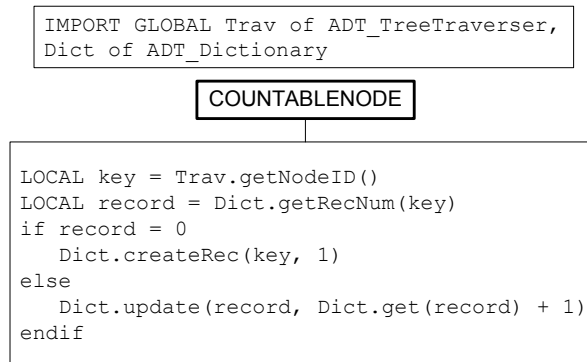 IMPORT GLOBAL Trav of ADT_TreeTraverser,
Dict of ADT_Dictionary
COUNTABLENODE
LOCAL key = Trav.getNodeID()
LOCAL record = Dict.getRecNum(key)
if record = 0
   Dict.createRec(key, 1)
else
   Dict.update(record, Dict.get(record) + 1)
endif